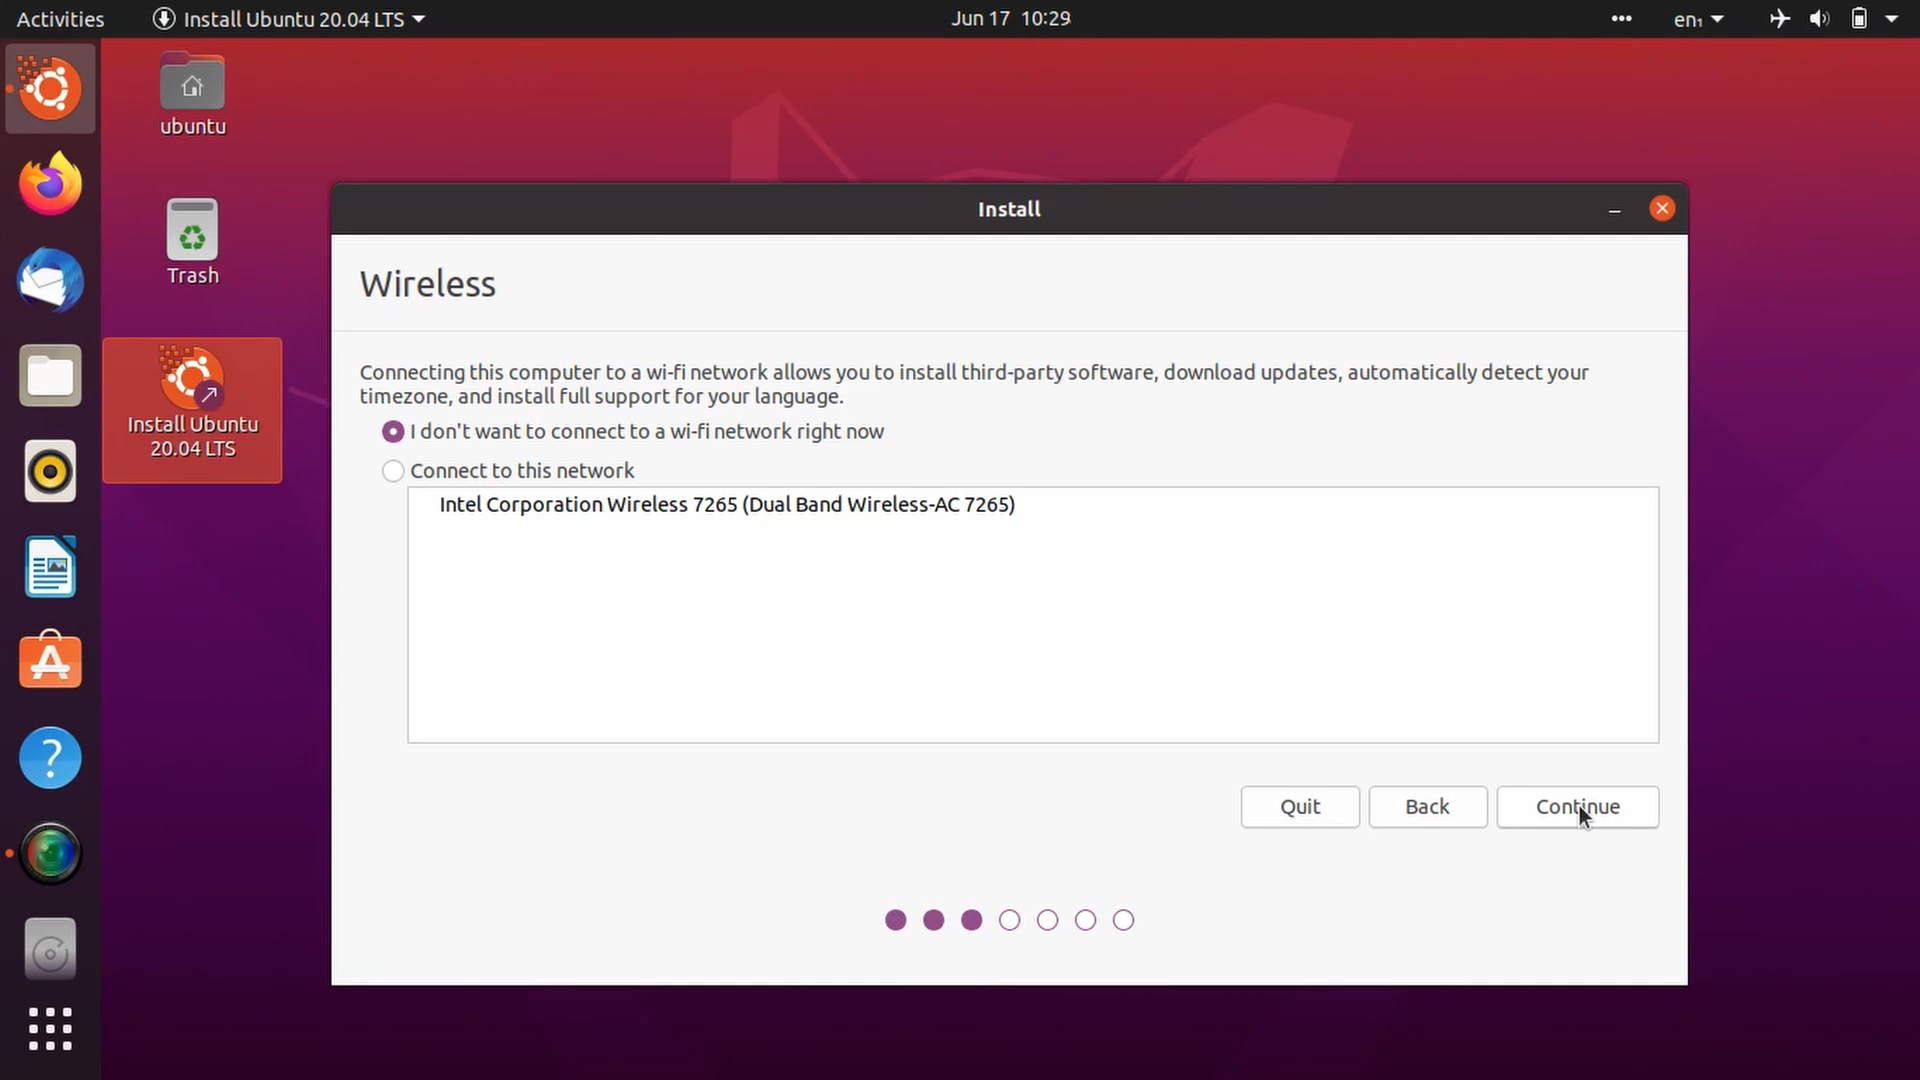 Activities
Install Ubuntu 20.04 LTS
Jun 17 10:29
en₁
ubuntu
Trash
Install Ubuntu
20.04 LTS
Install
Wireless
Connecting this computer to a wi-fi network allows you to install third-party software, download updates, automatically detect your
timezone, and install full support for your language.
I don't want to connect to a wi-fi network right now
Connect to this network
Intel Corporation Wireless 7265 (Dual Band Wireless-AC 7265)
Quit
Back
Continue